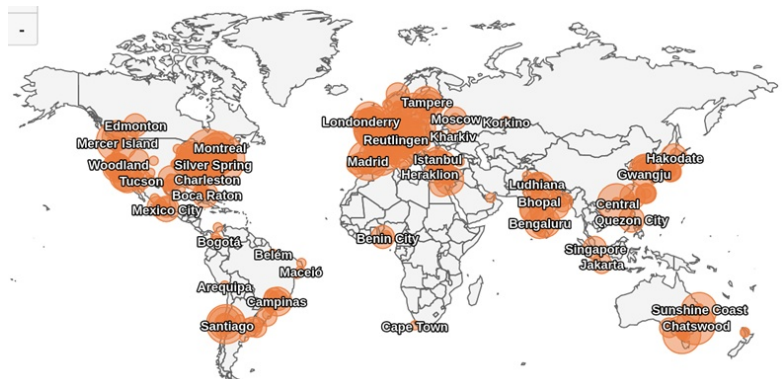 -
Tampere
Londonderry
Moscow
Korkino
Edmonton
Mercer Island
Montreal
Reutlingen
Kharkiv
Woodland
Silver Spring
Madrid
Istanbul
Hakodate
Tucson
Charleston
Heraklion
Gwangju
Boca Raton
Ludhiana
Mexico City
Bhopal
Central
Bengaluru
Quezon City
Bogotá
Benin City
Belém
Singapore
Maceió
Jakarta
Arequipa
Campinas
Sunshine Coast
Santiago
Cape Town
Chatswood